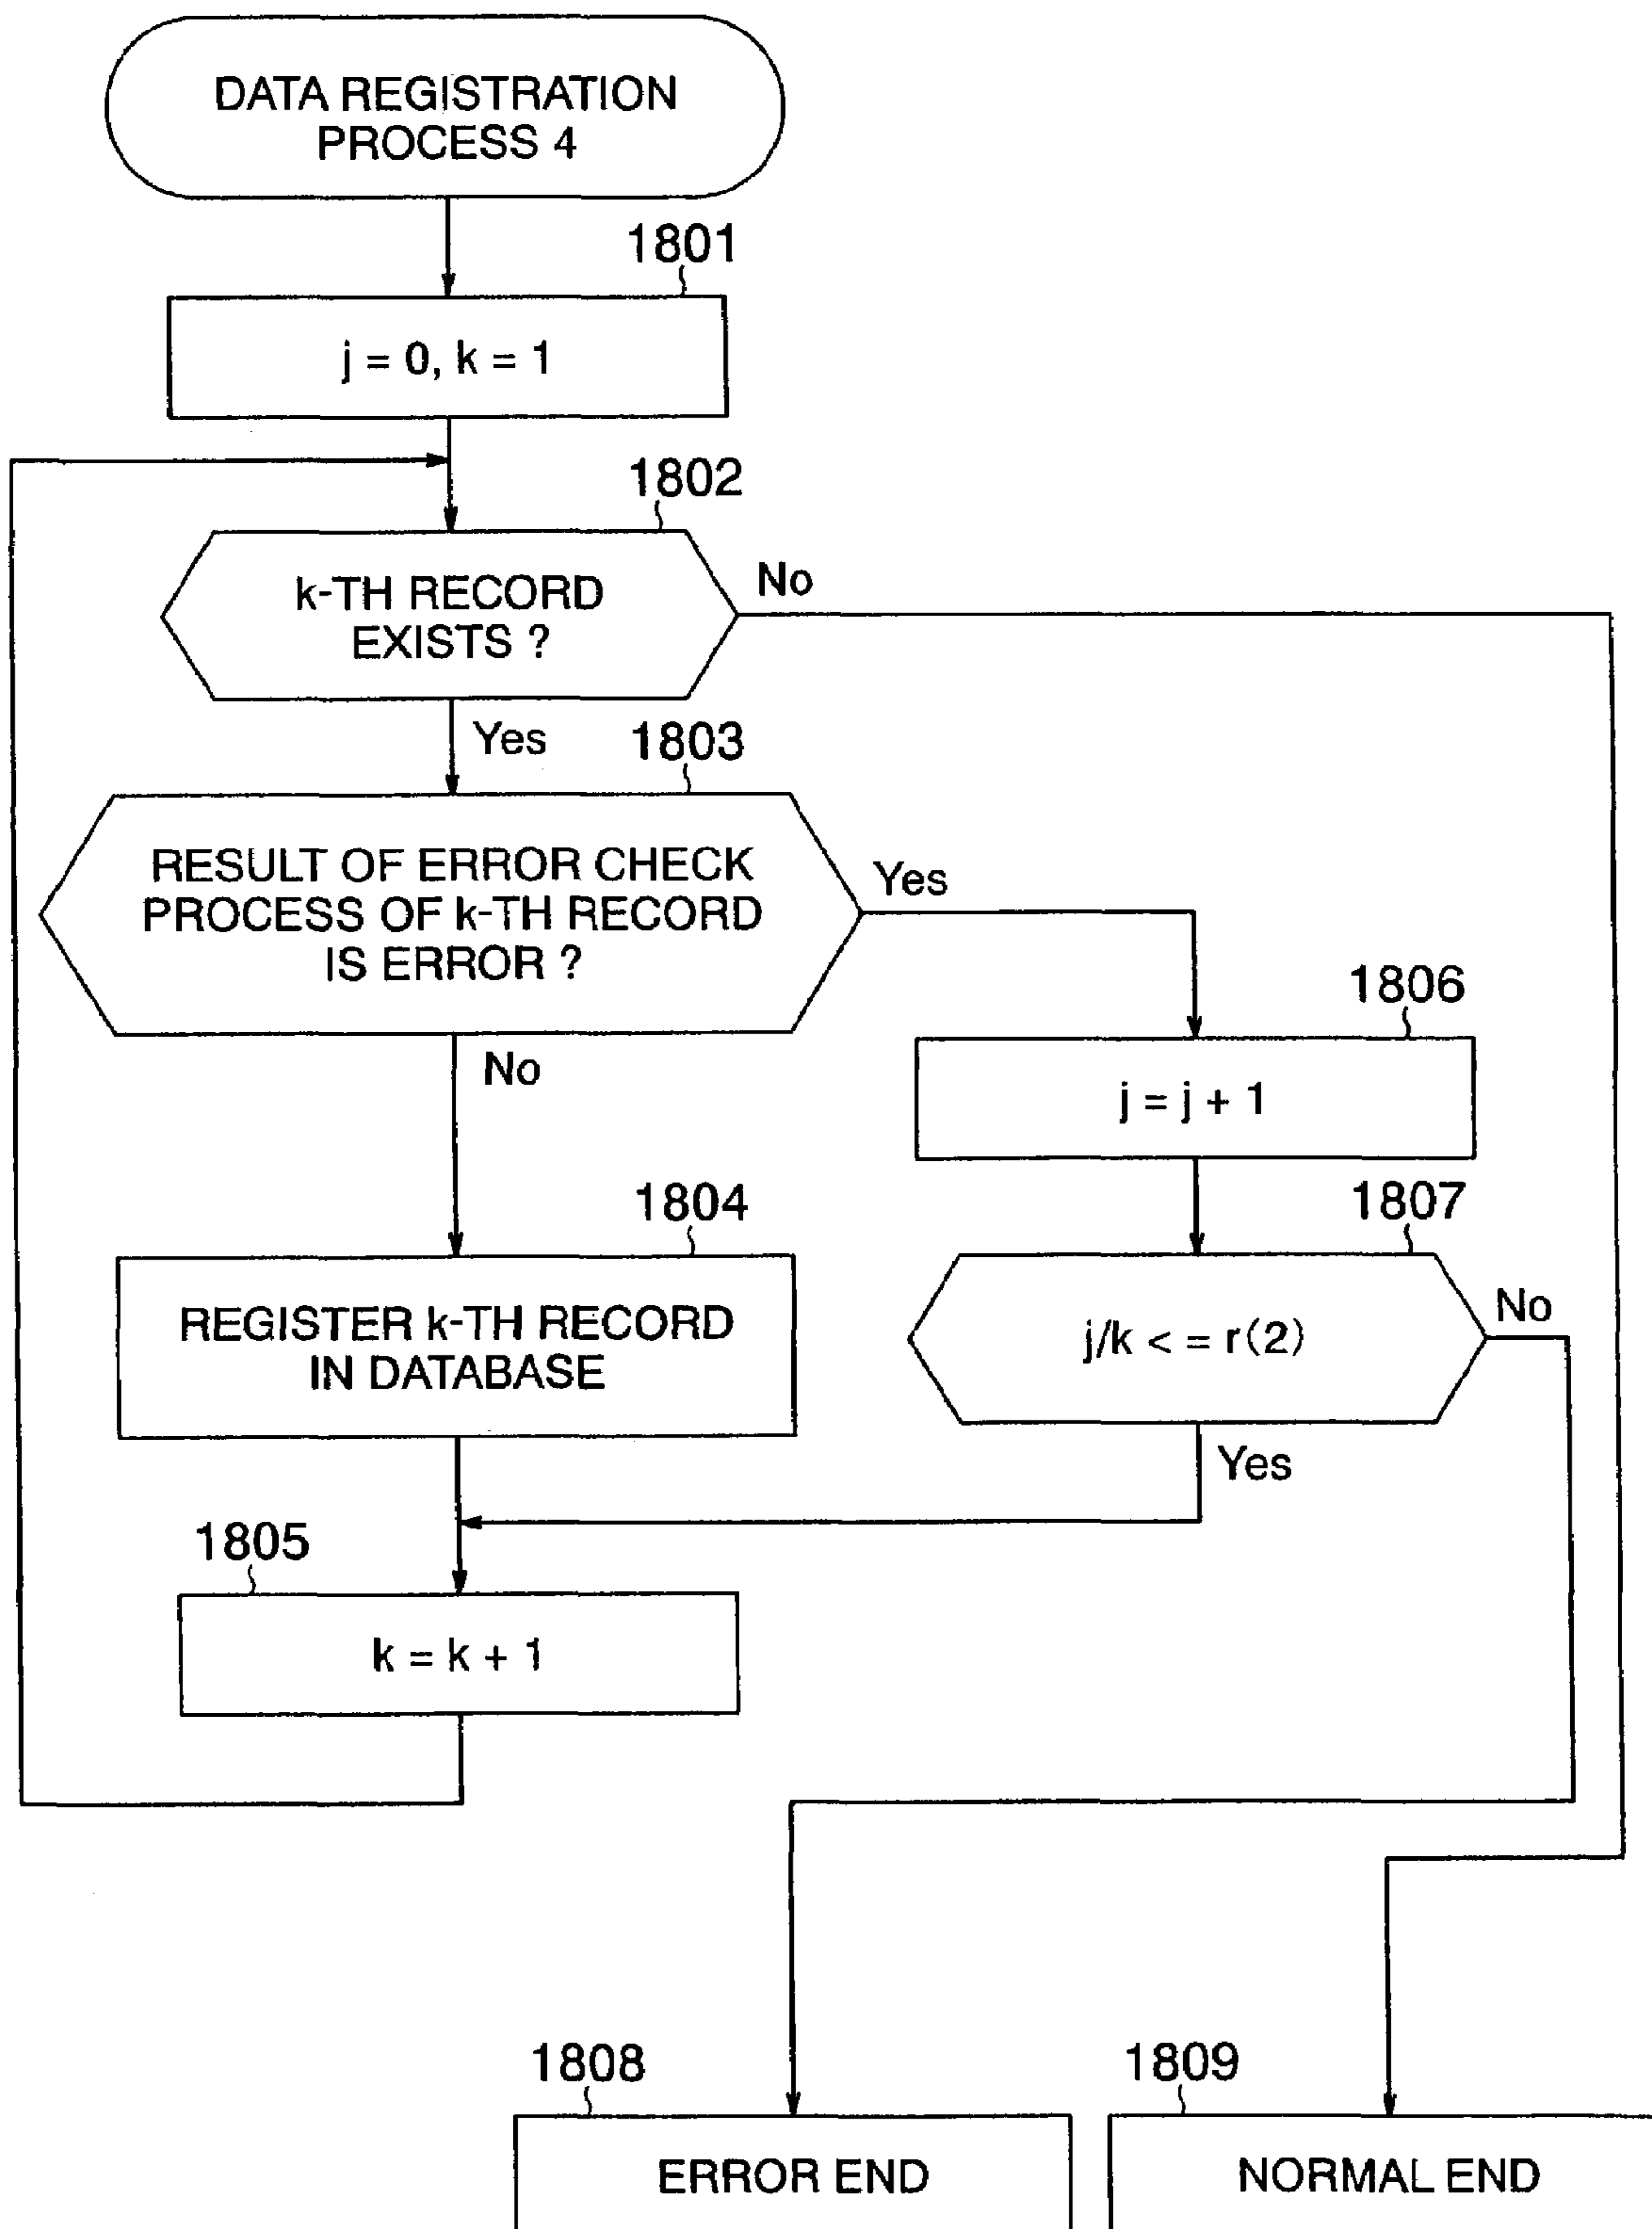 DATA REGISTRATION
PROCESS 4
1801
j = 0, k = 1
1802
k-TH RECORD
EXISTS ?
No
Yes
1803
RESULT OF ERROR CHECK
PROCESS OF k-TH RECORD
IS ERROR ?
Yes
No
1806
j = j + 1
1804
REGISTER k-TH RECORD
IN DATABASE
1807
j/k < = r(2)
No
Yes
1805
k = k + 1
1808
ERROR END
1809
NORMAL END